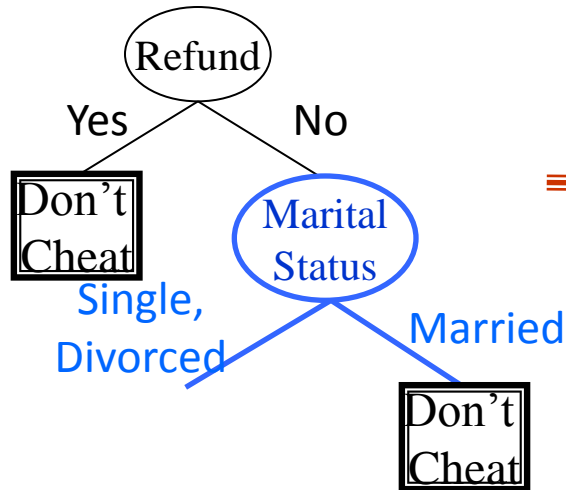 Refund
Yes
No
Don’t
Cheat
Marital
Status
Single,
Divorced
Married
Don’t
Cheat